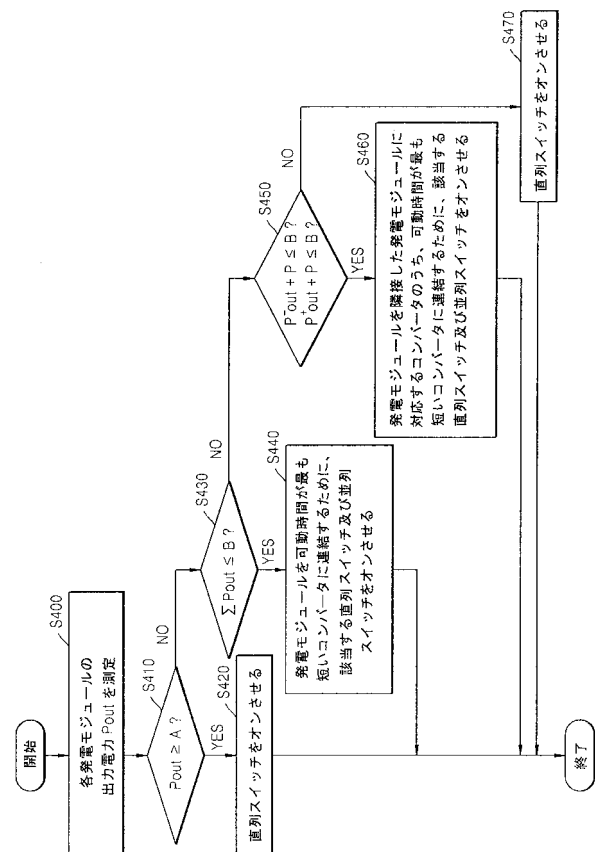 開始
S400
各発電モジュールの
出力電力 Pout を測定
S410
Pout ≥ A ?
NO
YES
S420
直列スイッチをオンさせる
S430
∑ Pout ≤ B ?
NO
YES
S440
発電モジュールを可動時間が最も
短いコンバータに連結するために、
該当する直列スイッチ及び並列
スイッチをオンさせる
S450
P⁻out + P ≤ B ?
P⁺out + P ≤ B ?
NO
YES
S460
発電モジュールを隣接した発電モジュールに
対応するコンバータのうち、可動時間が最も
短いコンバータに連結するために、該当する
直列スイッチ及び並列スイッチをオンさせる
S470
直列スイッチをオンさせる
終了